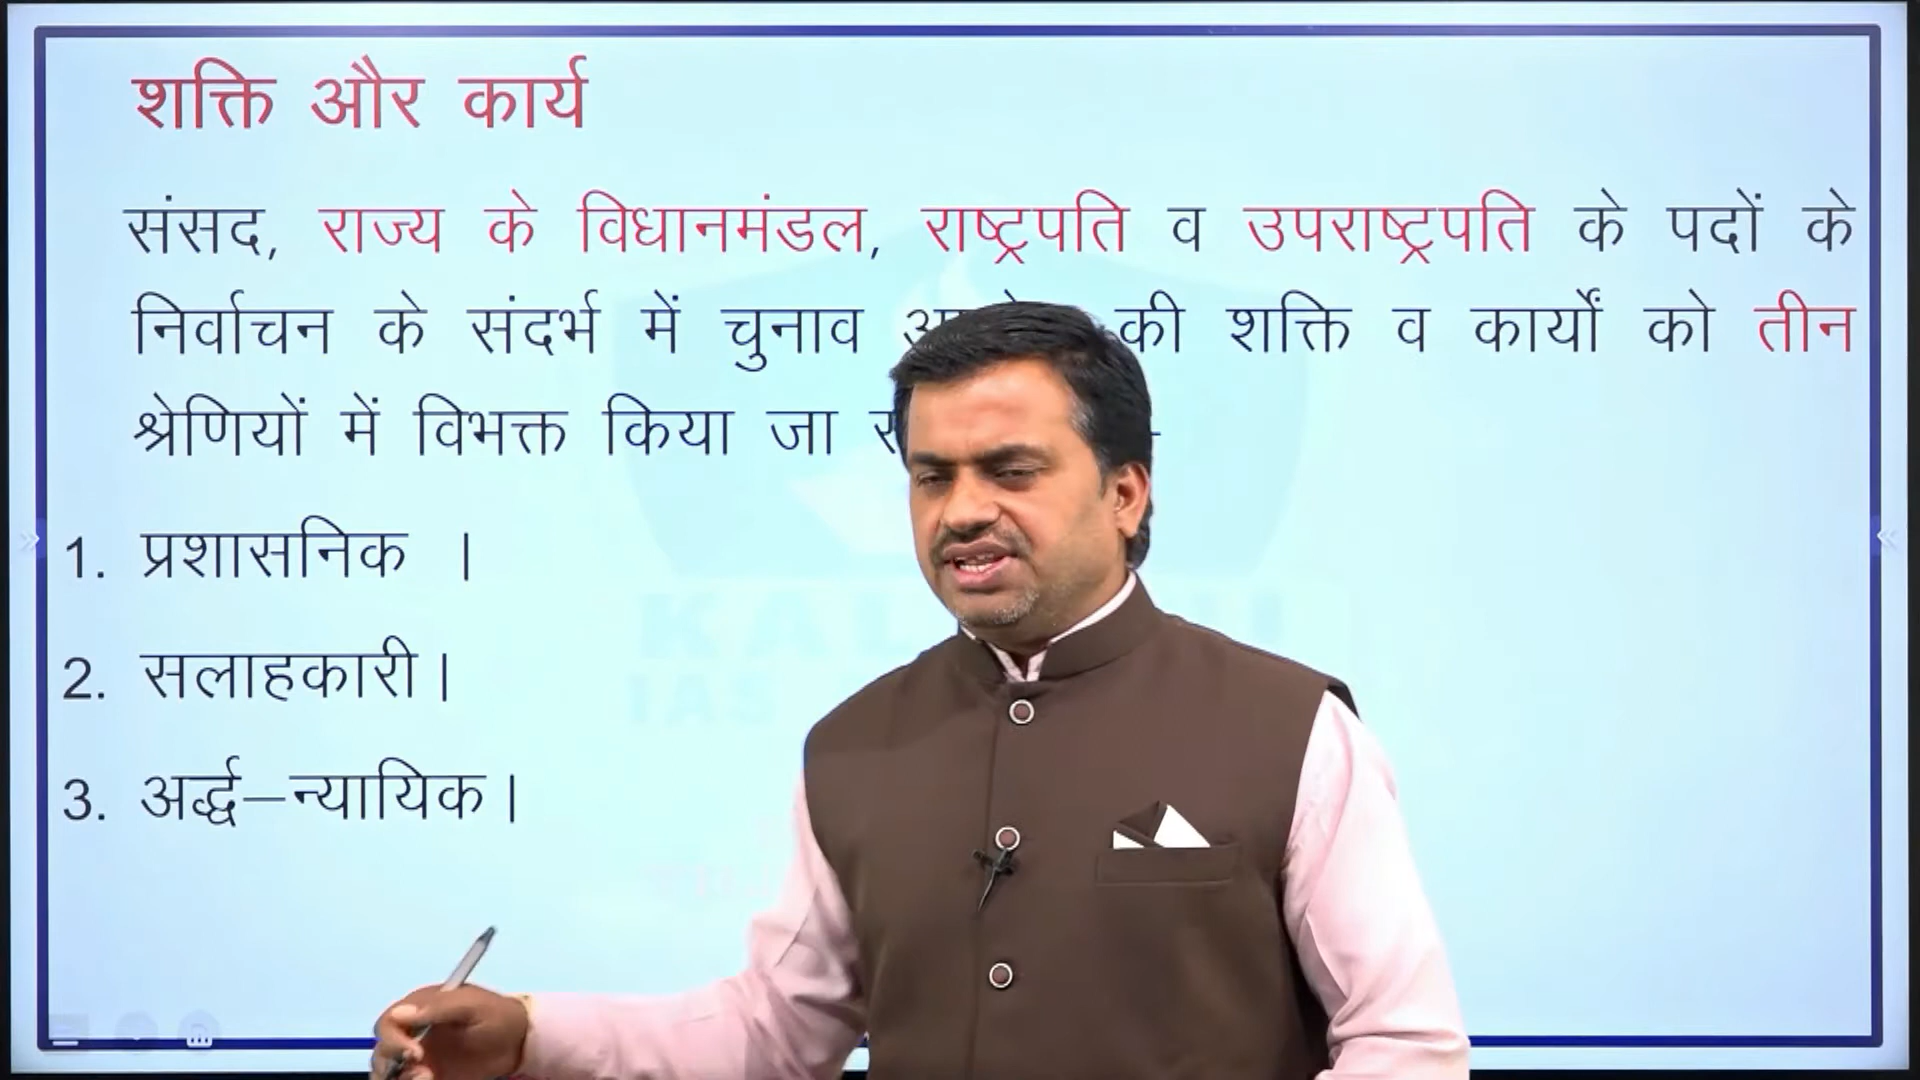 शक्ति और कार्य
संसद, राज्य के विधानमंडल, राष्ट्रपति व उपराष्ट्रपति के पदों के
निर्वाचन के संदर्भ में चुनाव की शक्ति व कार्यों को तीन
श्रेणियों में विभक्त किया जा
1. प्रशासनिक ।
2. सलाहकारी।
3. अर्द्ध–न्यायिक।
IAS